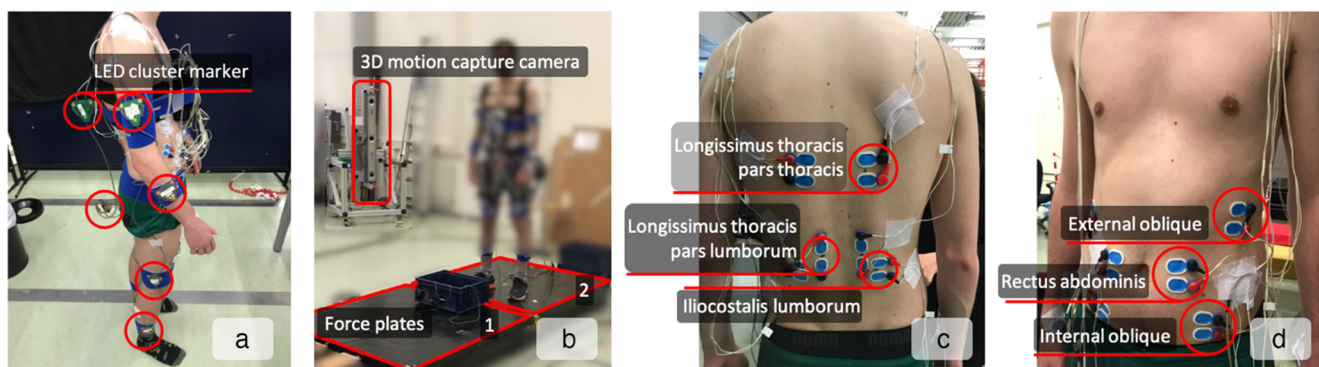 LED cluster marker
a
3D motion capture camera
Force plates
1
2
b
Longissimus thoracis
pars thoracis
Longissimus thoracis
pars lumborum
Iliocostalis lumborum
PUMA
c
External oblique
Rectus abdominis
Internal oblique
d